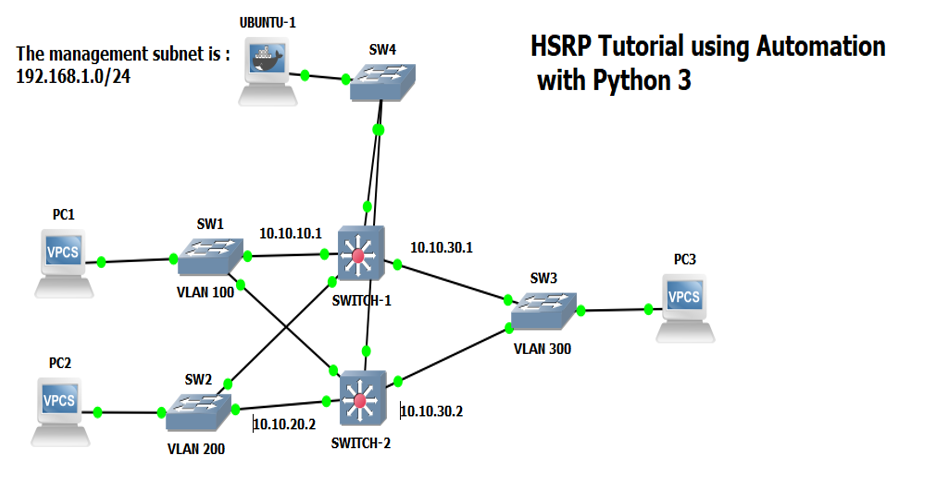 UBUNTU-1
The management subnet is :
192.168.1.0/24
SW4
HSRP Tutorial using Automation
with Python 3
PC1
VPCS
SW1
10.10.10.1
VLAN 100
SWITCH-1
10.10.30.1
SW3
VLAN 300
PC3
VPCS
PC2
VPCS
SW2
VLAN 200
10.10.20.2
SWITCH-2
10.10.30.2